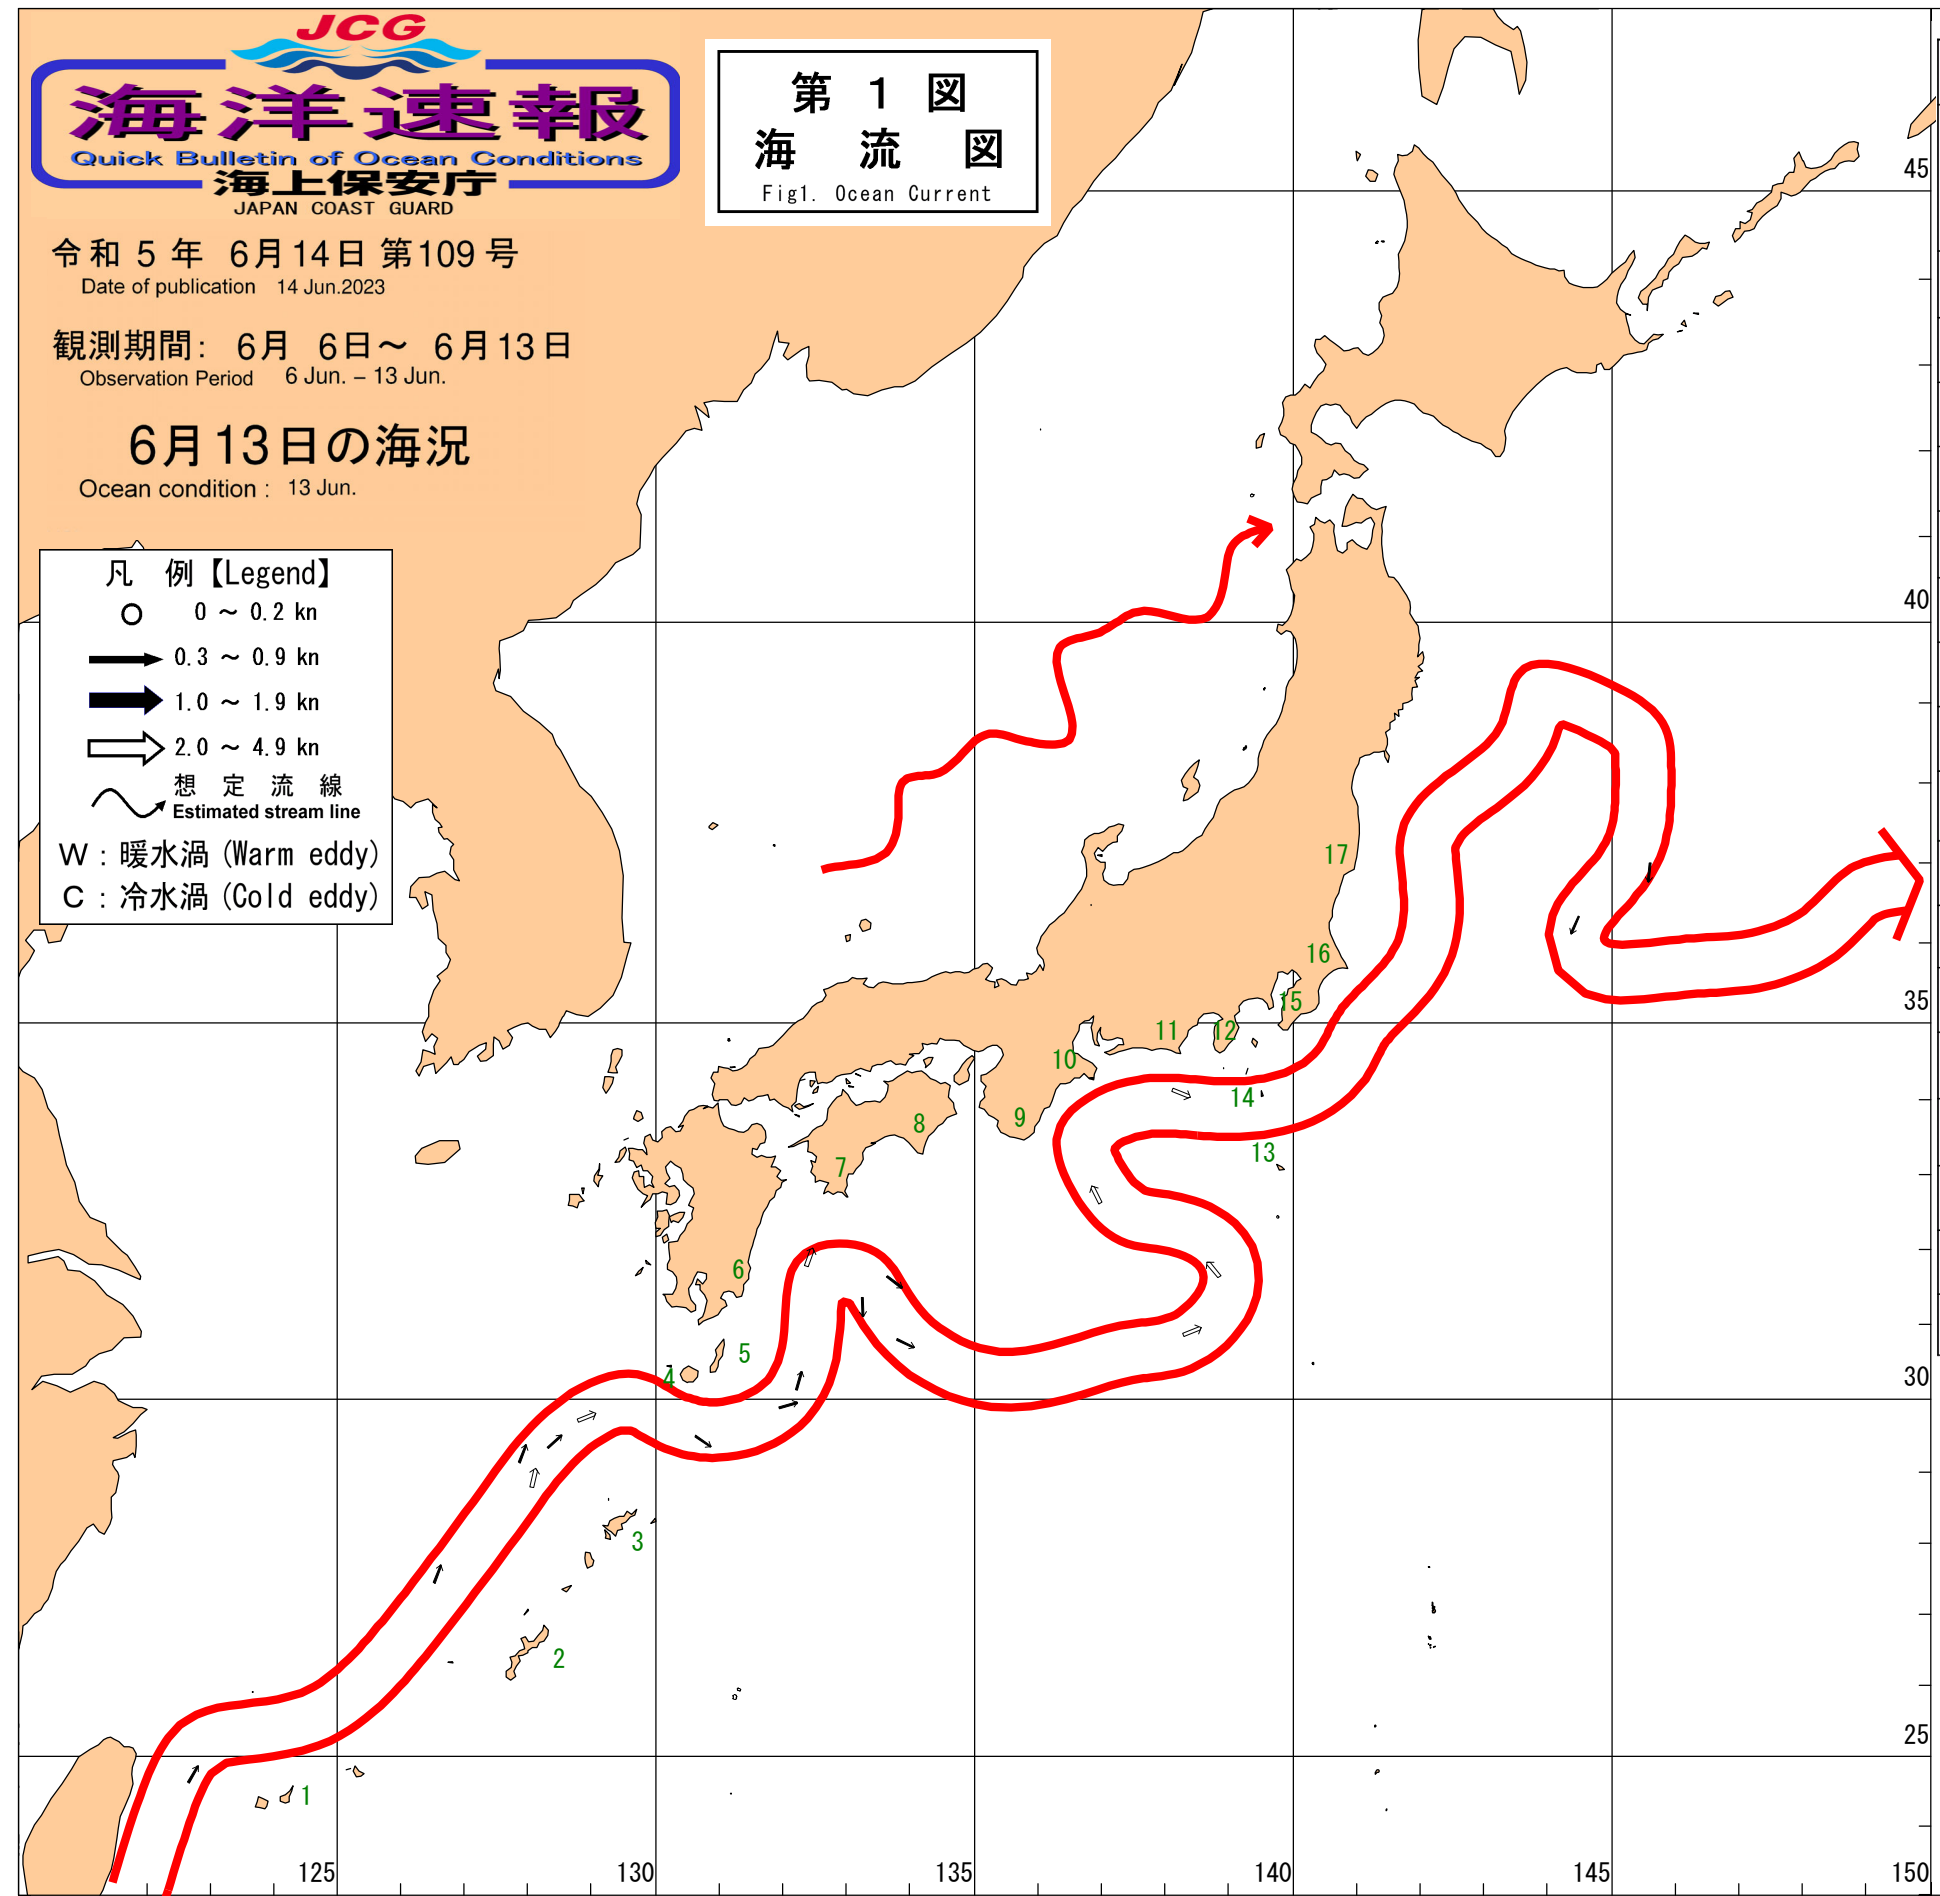 JCG
海洋速報
Quick Bulletin of Ocean Conditions
海上保安庁
JAPAN COAST GUARD
令和 5 年 6月14日 第109号
Date of publication 14 Jun.2023
観測期間: 6月 6日～ 6月13日
Observation Period 6 Jun. – 13 Jun.
6月13日の海況
Ocean condition : 13 Jun.
第 1 図
海 流 図
Fig1. Ocean Current
凡 例【Legend】
0 ～ 0.2 kn
0.3 ～ 0.9 kn
1.0 ～ 1.9 kn
2.0 ～ 4.9 kn
想 定 流 線
Estimated stream line
W : 暖水渦 (Warm eddy)
C : 冷水渦 (Cold eddy)
45
40
17
16
35
15
11
12
10
14
9
8
13
7
6
5
4
30
3
2
25
1
125
130
135
140
145
150